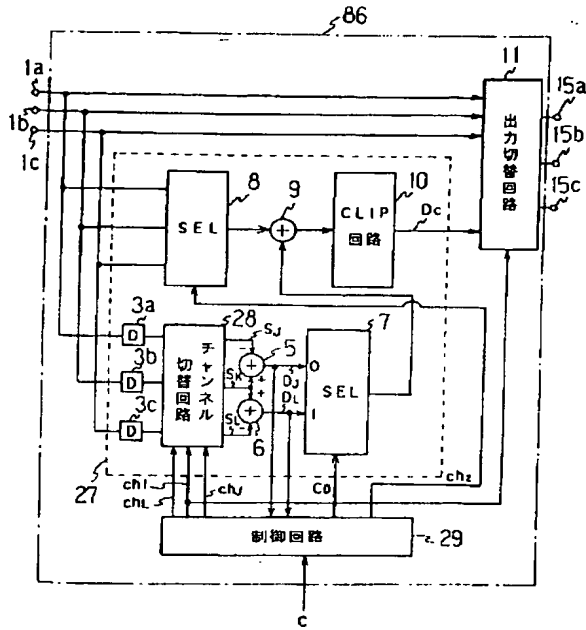 86
1a
1b
1c
11
出力切替回路
15a
15b
15c
8
SEL
9
10
CLIP
回路
Dc
3a
D
3b
D
3c
D
28
チャンネル
切替回路
SJ
SK
SL
-
+
+
-
5
6
DJ
DL
0
1
7
SEL
27
ch1
chL
chJ
CD
ch2
制御回路
29
C